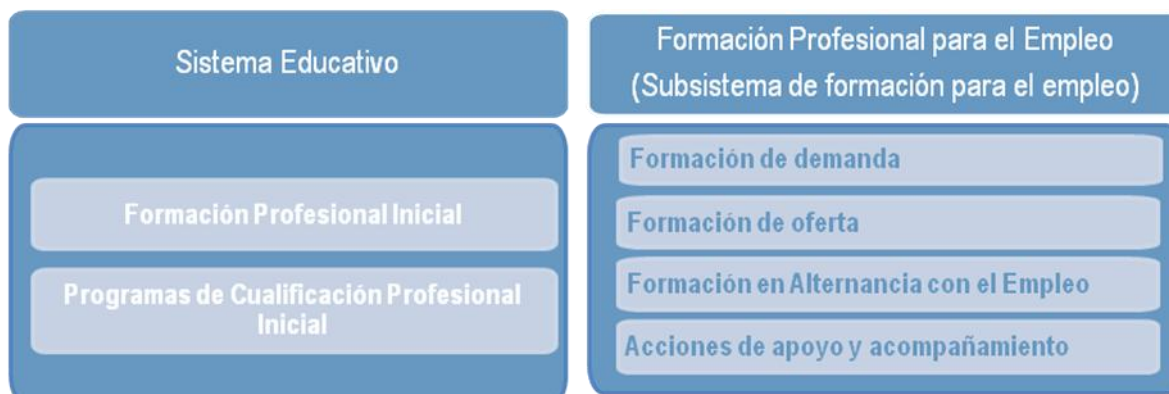 Sistema Educativo
Formación Profesional Inicial
Programas de Cualificación Profesional
Inicial
Formación Profesional para el Empleo
(Subsistema de formación para el empleo)
Formación de demanda
Formación de oferta
Formación en Alternancia con el Empleo
Acciones de apoyo y acompañamiento